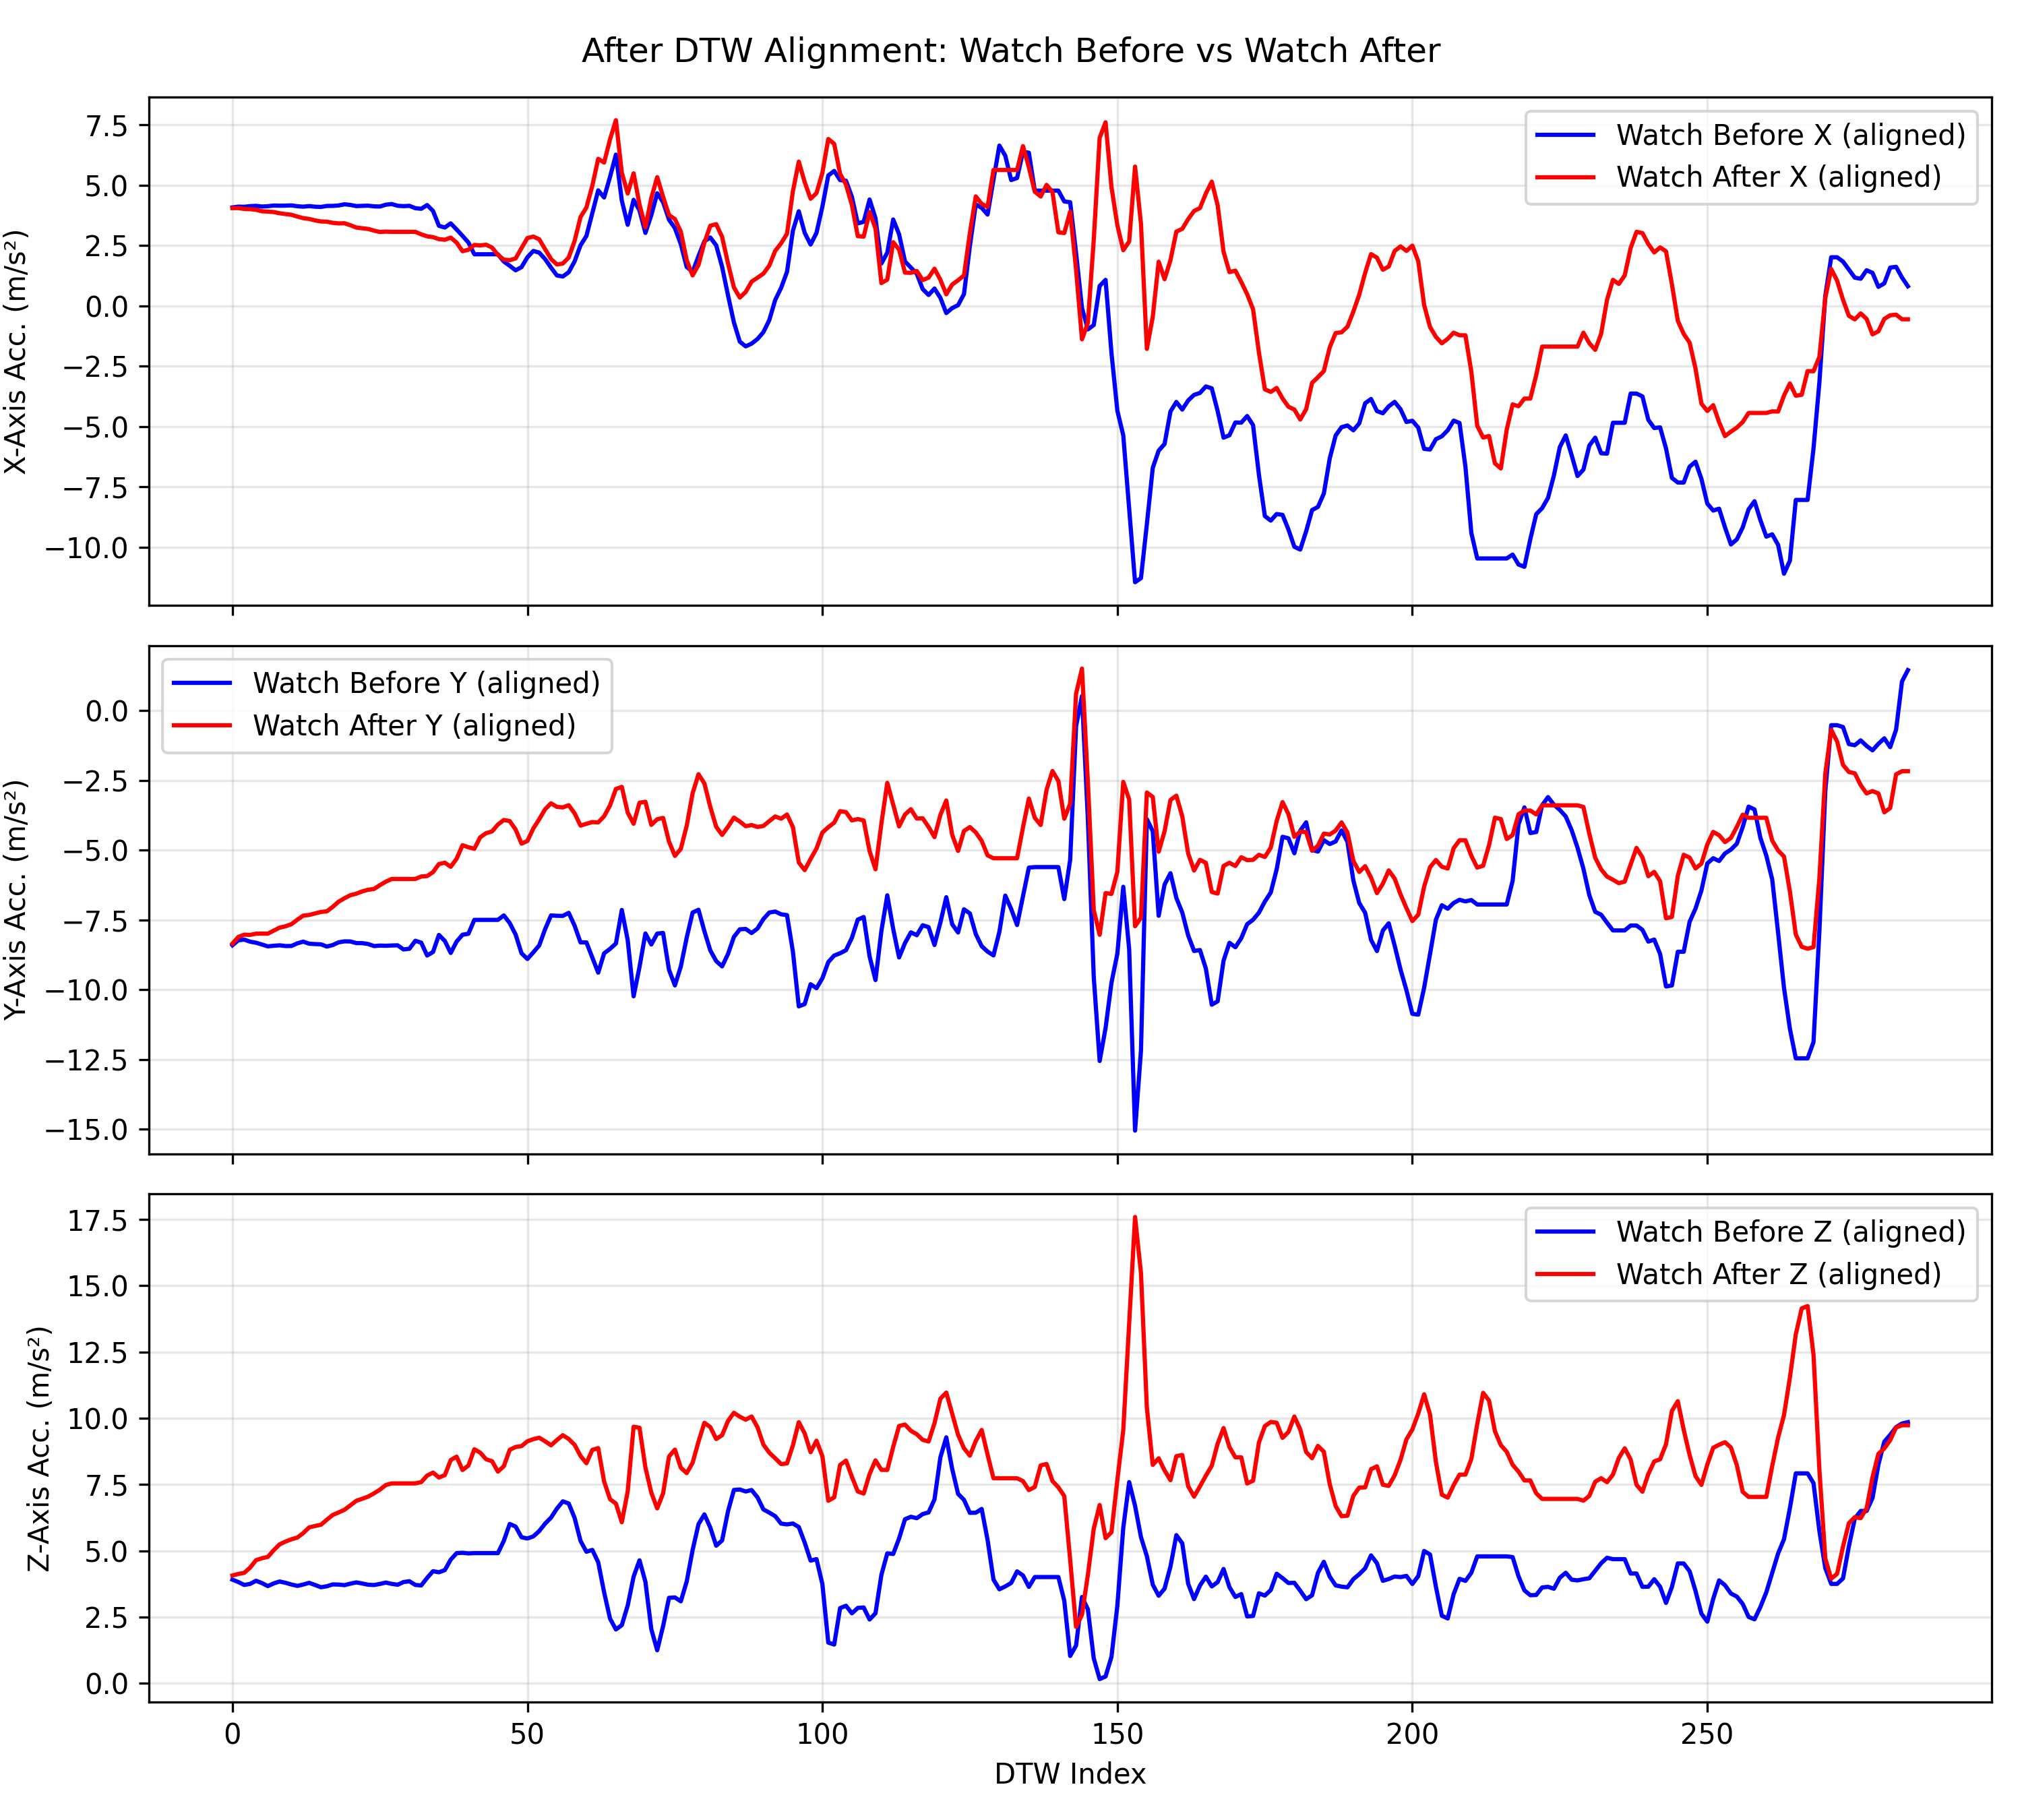 After DTW Alignment: Watch Before vs Watch After
X-Axis Acc. (m/s²)
7.5
5.0
2.5
0.0
−2.5
−5.0
−7.5
−10.0
Watch Before X (aligned)
Watch After X (aligned)
Y-Axis Acc. (m/s²)
0.0
−2.5
−5.0
−7.5
−10.0
−12.5
−15.0
Watch Before Y (aligned)
Watch After Y (aligned)
Z-Axis Acc. (m/s²)
17.5
15.0
12.5
10.0
7.5
5.0
2.5
0.0
Watch Before Z (aligned)
Watch After Z (aligned)
0 50 100 150 200 250
DTW Index